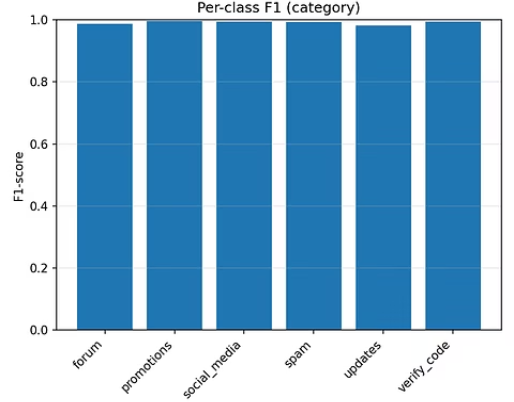 Per-class F1 (category)
1.0
0.8
0.6
0.4
0.2
0.0
F1-score
forum
promotions
social_media
spam
updates
verify_code